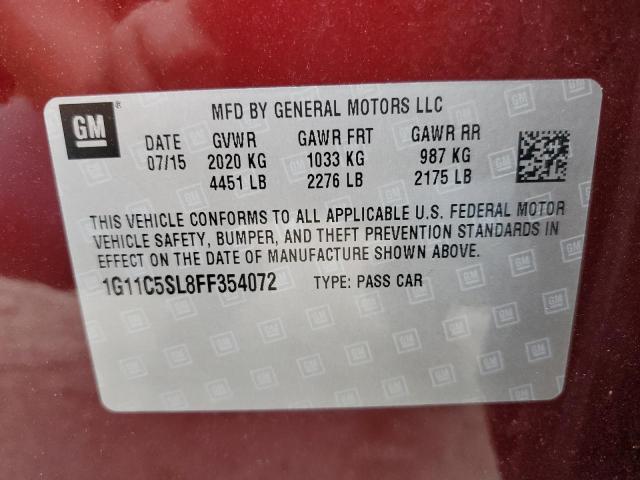 GM
MFD BY GENERAL MOTORS LLC
DATE GVWR GAWR FRT GAWR RR
07/15 2020 KG 1033 KG 987 KG
4451 LB 2276 LB 2175 LB
THIS VEHICLE CONFORMS TO ALL APPLICABLE U.S. FEDERAL MOTOR
VEHICLE SAFETY, BUMPER, AND THEFT PREVENTION STANDARDS IN
EFFECT ON THE DATE OF MANUFACTURE SHOWN ABOVE.
1G11C5SL8FF354072 TYPE: PASS CAR